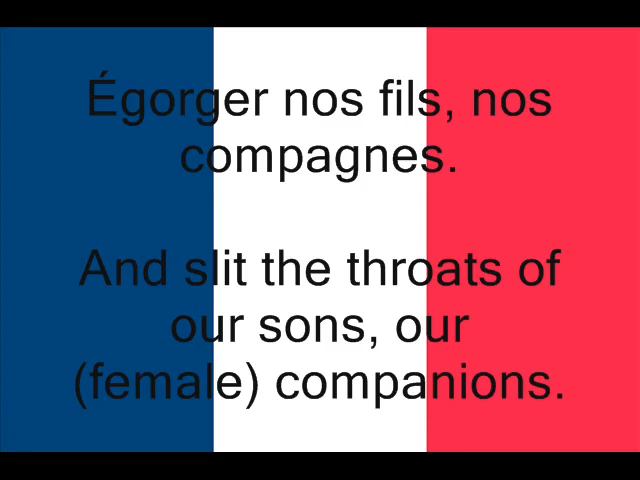 Égorger nos fils, nos
compagnes.
And slit the throats of
our sons, our
(female) companions.